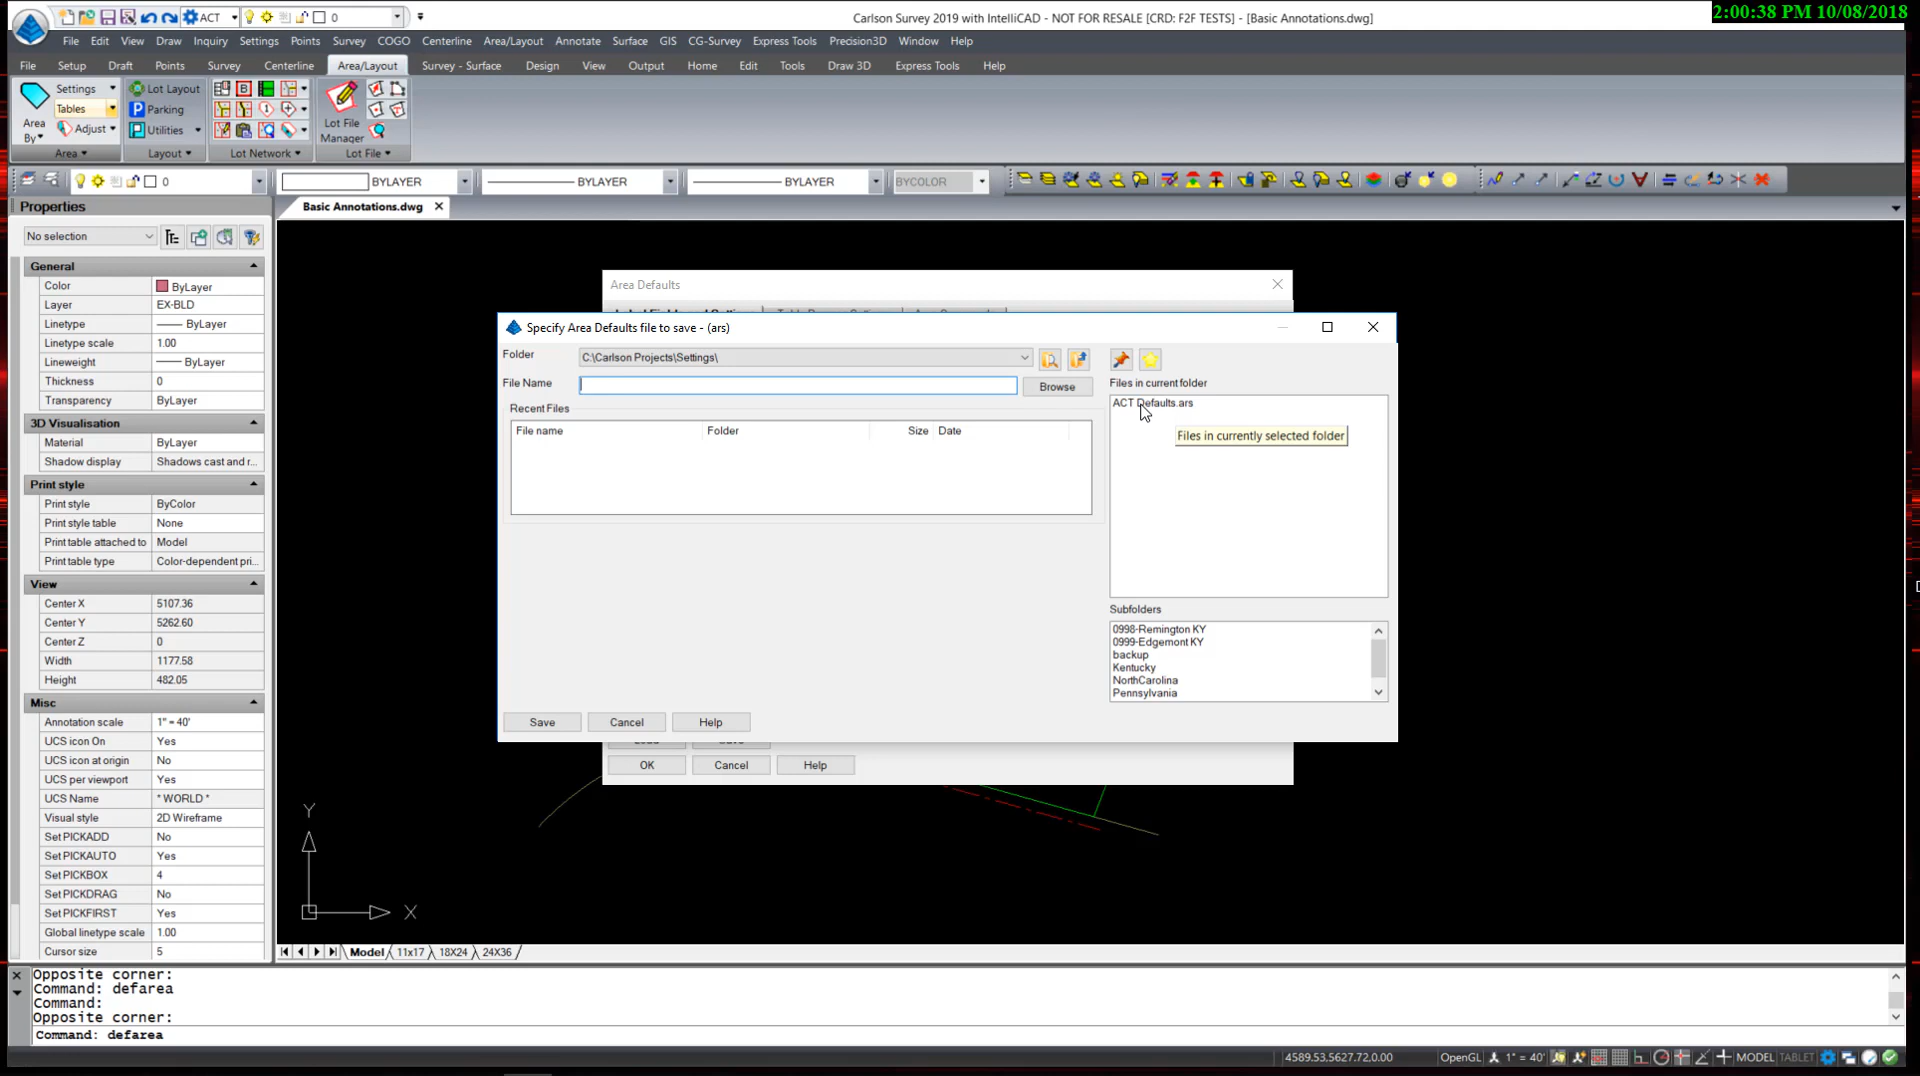 2:00:38 PM 10/08/2018
ACT
0
Carlson Survey 2019 with IntelliCAD - NOT FOR RESALE [CRD: F2F TESTS] - [Basic Annotations.dwg]
File Edit View Draw Inquiry Settings Points Survey COGO Centerline Area/Layout Annotate Surface GIS CG-Survey Express Tools Precision3D Window Help
File Setup Draft Points Survey Centerline Area/Layout Survey - Surface Design View Output Home Edit Tools Draw 3D Express Tools Help
Settings Lot Layout
Tables Parking
Area By Adjust Utilities Lot File Manager
Area Layout Lot Network Lot File
0 BYLAYER BYLAYER BYLAYER BYCOLOR
Properties
Basic Annotations.dwg
No selection
General
Color ByLayer
Layer EX-BLD
Linetype ByLayer
Linetype scale 1.00
Lineweight ByLayer
Thickness 0
Transparency ByLayer
3D Visualisation
Material ByLayer
Shadow display Shadows cast and r...
Print style
Print style ByColor
Print style table None
Print table attached to Model
Print table type Color-dependent pri...
View
Center X 5107.36
Center Y 5262.60
Center Z 0
Width 1177.58
Height 482.05
Misc
Annotation scale 1" = 40'
UCS icon On Yes
UCS icon at origin No
UCS per viewport Yes
UCS Name * WORLD *
Visual style 2D Wireframe
Set PICKADD No
Set PICKAUTO Yes
Set PICKBOX 4
Set PICKDRAG No
Set PICKFIRST Yes
Global linetype scale 1.00
Cursor size 5
Area Defaults
Specify Area Defaults file to save - (ars)
Folder C:\Carlson Projects\Settings\
File Name Browse
Recent Files
File name Folder Size Date
Files in current folder
ACT Defaults.ars
Files in currently selected folder
Subfolders
0998-Remington KY
0999-Edgemont KY
backup
Kentucky
NorthCarolina
Pennsylvania
Save Cancel Help
OK Cancel Help
Y
X
Model 11x17 18X24 24X36
Opposite corner:
Command: defarea
Command:
Opposite corner:
Command: defarea
4589.53,5627.72,0.00 OpenGL 1" = 40' MODEL TABLET